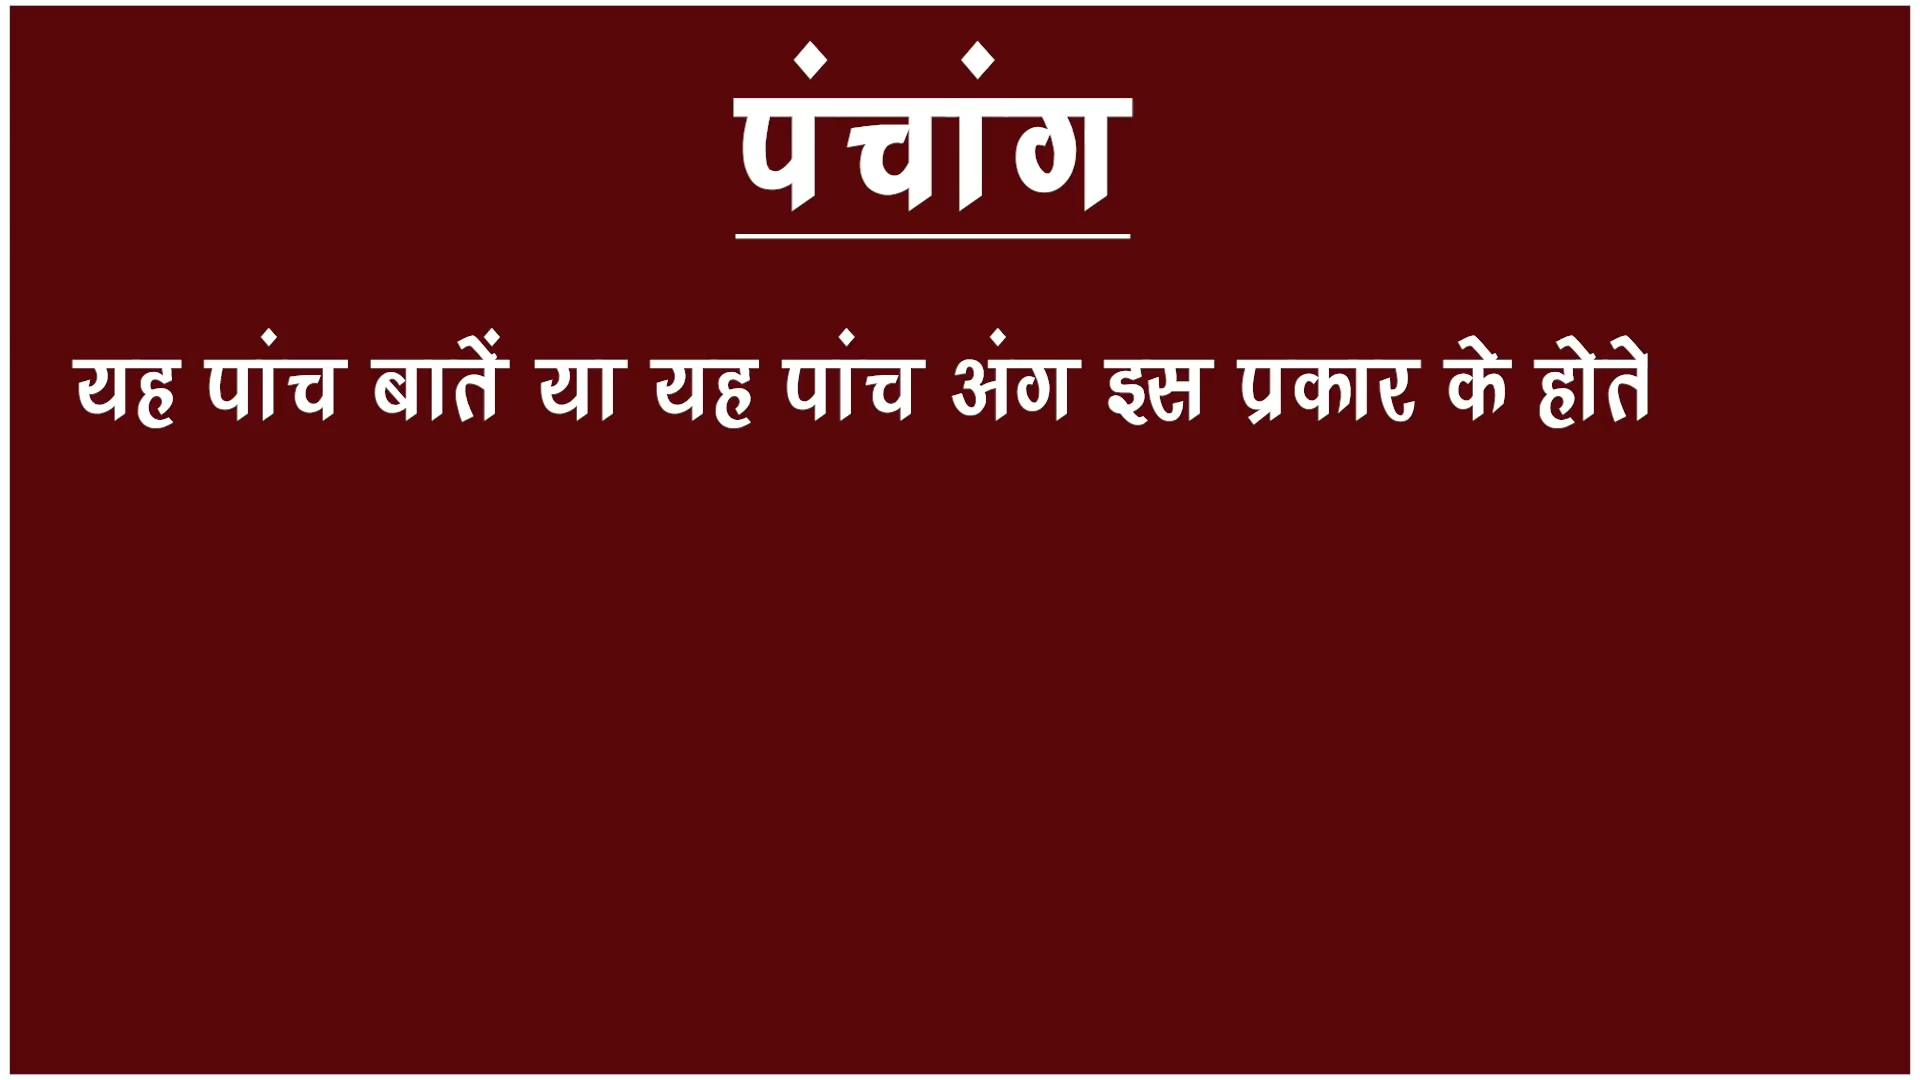 पंचांग
यह पांच बातें या यह पांच अंग इस प्रकार के होते